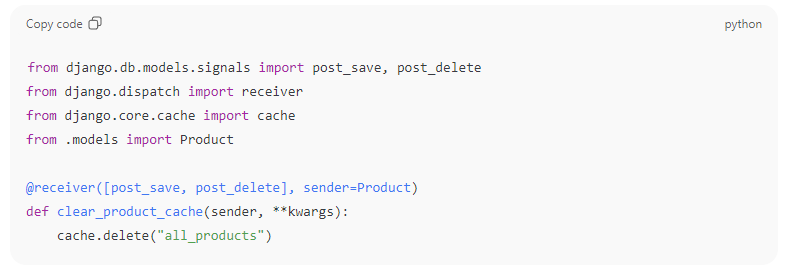 Copy code
python
from django.db.models.signals import post_save, post_delete
from django.dispatch import receiver
from django.core.cache import cache
from .models import Product
@receiver([post_save, post_delete], sender=Product)
def clear_product_cache(sender, **kwargs):
    cache.delete("all_products")